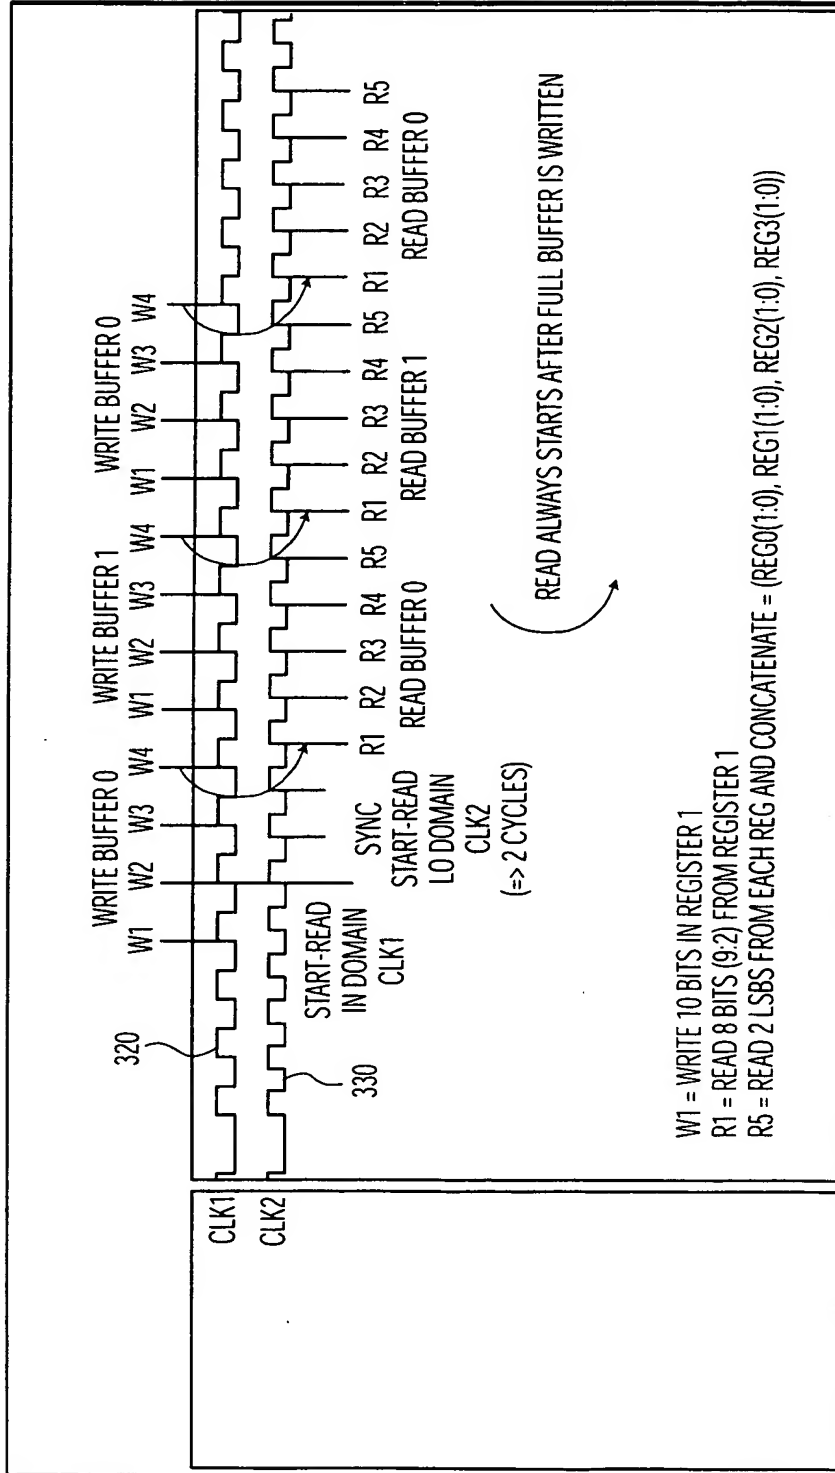 WRITE BUFFER 0 WRITE BUFFER 1 WRITE BUFFER 0
W1 W2 W3 W4 W1 W2 W3 W4 W1 W2 W3 W4
320
CLK1
CLK2
330
START-READ
IN DOMAIN
CLK1
SYNC
START-READ
LO DOMAIN
CLK2
(=> 2 CYCLES)
R1 R2 R3 R4 R5 R1 R2 R3 R4 R5 R1 R2 R3 R4 R5
READ BUFFER 0 READ BUFFER 1 READ BUFFER 0
READ ALWAYS STARTS AFTER FULL BUFFER IS WRITTEN
W1 = WRITE 10 BITS IN REGISTER 1
R1 = READ 8 BITS (9:2) FROM REGISTER 1
R5 = READ 2 LSBS FROM EACH REG AND CONCATENATE = (REG0(1:0), REG1(1:0), REG2(1:0), REG3(1:0))